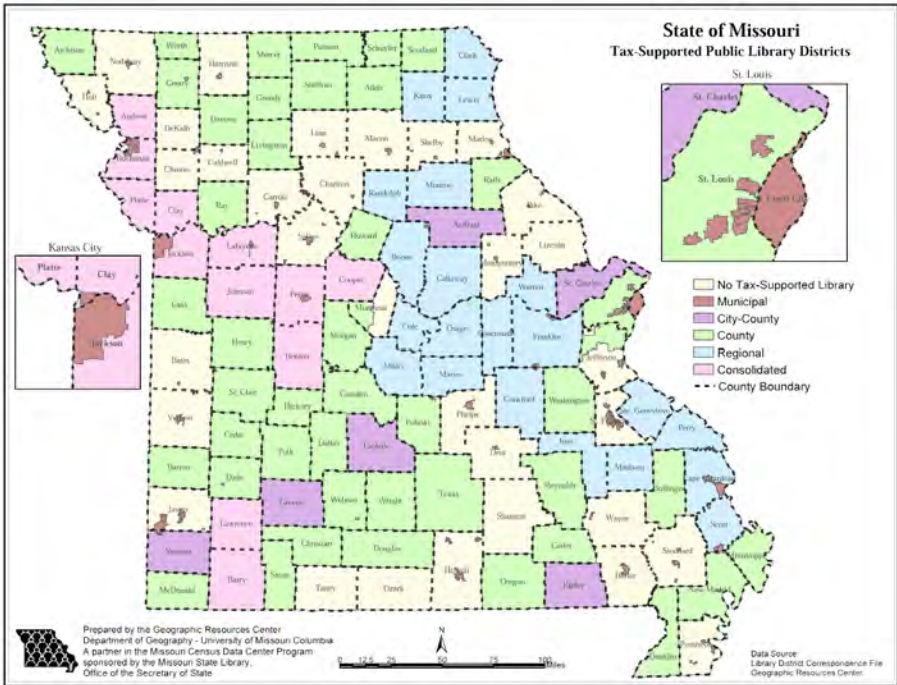 State of Missouri
Tax-Supported Public Library Districts
St. Louis
St. Charles
St. Louis
Kansas City
Platte
Clay
Jackson
Atchison
Nodaway
Worth
Harrison
Mercer
Putnam
Schuyler
Scotland
Clark
Holt
Gentry
Grundy
Sullivan
Adair
Knox
Lewis
Andrew
DeKalb
Daviess
Livingston
Linn
Macon
Shelby
Marion
Buchanan
Clinton
Caldwell
Carroll
Chariton
Randolph
Monroe
Ralls
Pike
Platte
Clay
Ray
Saline
Howard
Boone
Audrain
Callaway
Montgomery
Lincoln
Warren
St. Charles
Jackson
Lafayette
Cooper
Johnson
Pettis
Cass
Henry
Benton
Morgan
Cole
Osage
Franklin
Jefferson
Bates
Miller
Maries
St. Clair
Hickory
Camden
Pulaski
Phelps
Crawford
Washington
Ste. Genevieve
Perry
Vernon
Cedar
Polk
Dallas
Laclede
Dent
Iron
Madison
Barton
Dade
Greene
Webster
Wright
Texas
Shannon
Reynolds
Wayne
Bollinger
Cape Girardeau
Scott
Jasper
Lawrence
Christian
Douglas
Howell
Carter
Butler
Stoddard
Mississippi
Newton
McDonald
Barry
Stone
Taney
Ozark
Oregon
Ripley
New Madrid
Dunklin
Pemiscot
No Tax-Supported Library
Municipal
City-County
County
Regional
Consolidated
County Boundary
Prepared by the Geographic Resources Center
Department of Geography - University of Missouri Columbia
A partner in the Missouri Census Data Center Program
sponsored by the Missouri State Library,
Office of the Secretary of State
N
0 12.5 25 50 75 100
Miles
Data Source:
Library District Correspondence File
Geographic Resources Center